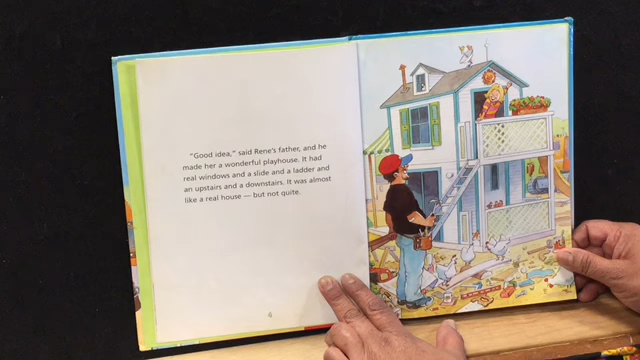 "Good idea," said Rene's father, and he
made her a wonderful playhouse. It had
real windows and a slide and a ladder and
an upstairs and a downstairs. It was almost
like a real house — but not quite.